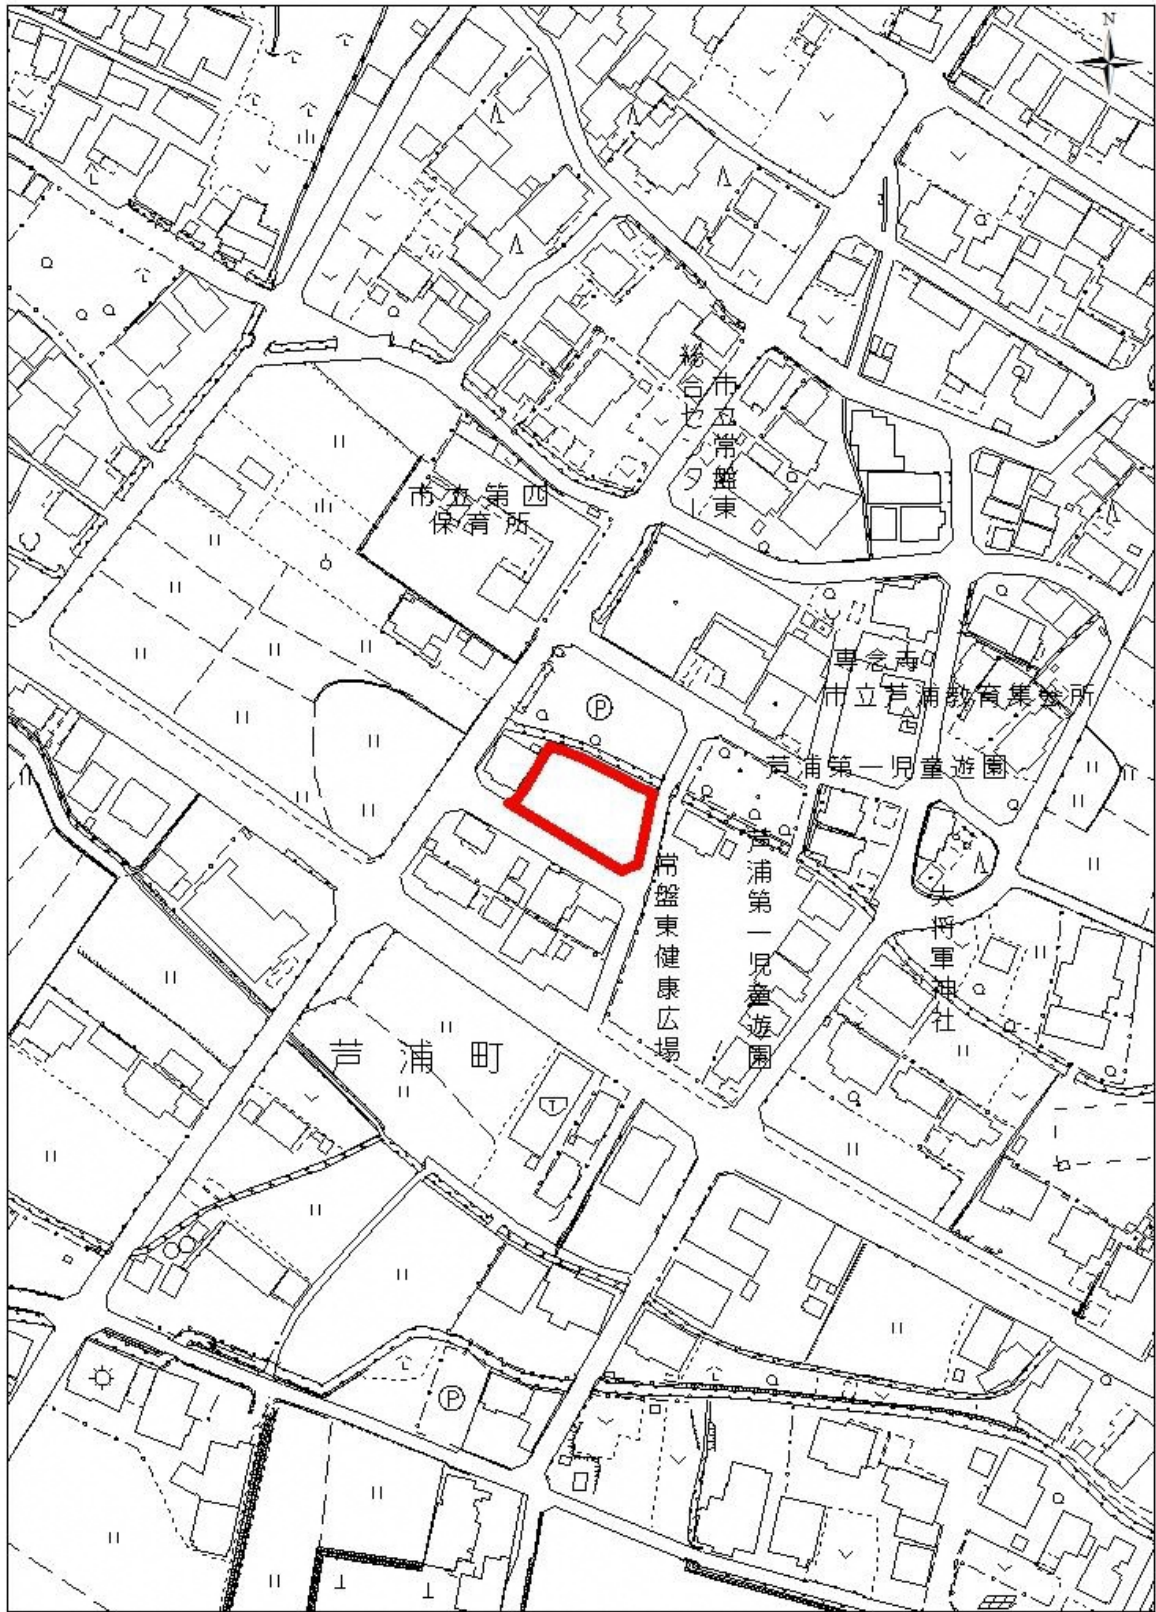 N
総合センター
市立常盤東
市立第四
保育所
専念寺
市立芦浦教育集会所
P
芦浦第一児童遊園
芦浦第一児童遊園
常盤東健康広場
大将軍神社
芦浦町
T
P